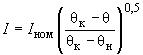 I = Iном ((θк − θ) / (θк − θн))^0,5